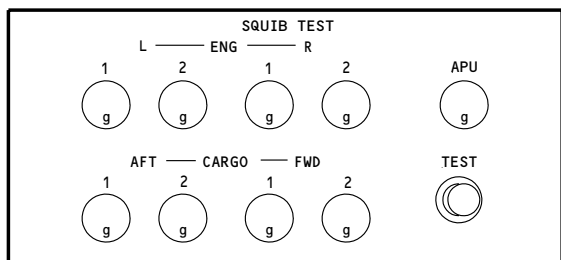 SQUIB TEST
L ENG R
1 2 1 2 APU
g g g g g
AFT CARGO FWD TEST
1 2 1 2
g g g g